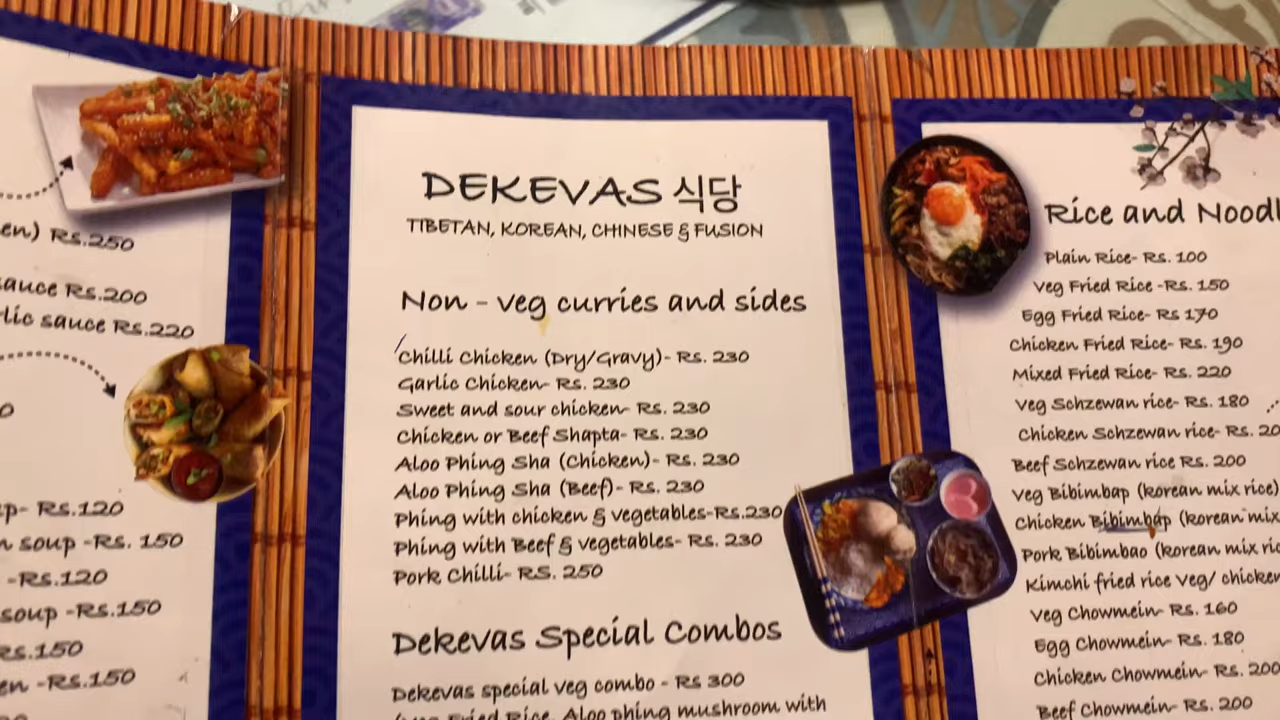 en) Rs.250
sauce Rs.200
lic sauce Rs.220
p- Rs.120
n soup -Rs. 150
-Rs.120
soup -Rs.150
Rs.150
en -Rs.150
DEKEVAS 식당
TIBETAN, KOREAN, CHINESE & FUSION
Non - veg curries and sides
Chilli Chicken (Dry/Gravy)- Rs. 230
Garlic Chicken- Rs. 230
Sweet and sour chicken- Rs. 230
Chicken or Beef Shapta- Rs. 230
Aloo Phing Sha (Chicken)- Rs. 230
Aloo Phing Sha (Beef)- Rs. 230
Phing with chicken & vegetables-Rs.230
Phing with Beef & vegetables- Rs. 230
Pork Chilli- RS. 250
Dekevas Special Combos
Dekevas special veg combo - RS 300
Fried Rice, Aloo phing mushroom with
Rice and Noodl
Plain Rice- Rs. 100
Veg Fried Rice -Rs. 150
Egg Fried Rice- Rs 170
Chicken Fried Rice- Rs. 190
Mixed Fried Rice- Rs. 220
Veg Schzewan rice- Rs. 180
Chicken Schzewan rice- Rs. 20
Beef Schzewan rice Rs. 200
Veg Bibimbap (korean mix rice)
Chicken Bibimbap (korean mix
Pork Bibimbao (korean mix ric
Kimchi fried rice Veg/ chicken
Veg Chowmein- Rs. 160
Egg Chowmein- Rs. 180
Chicken Chowmein- Rs. 200
Beef Chowmein- Rs. 200